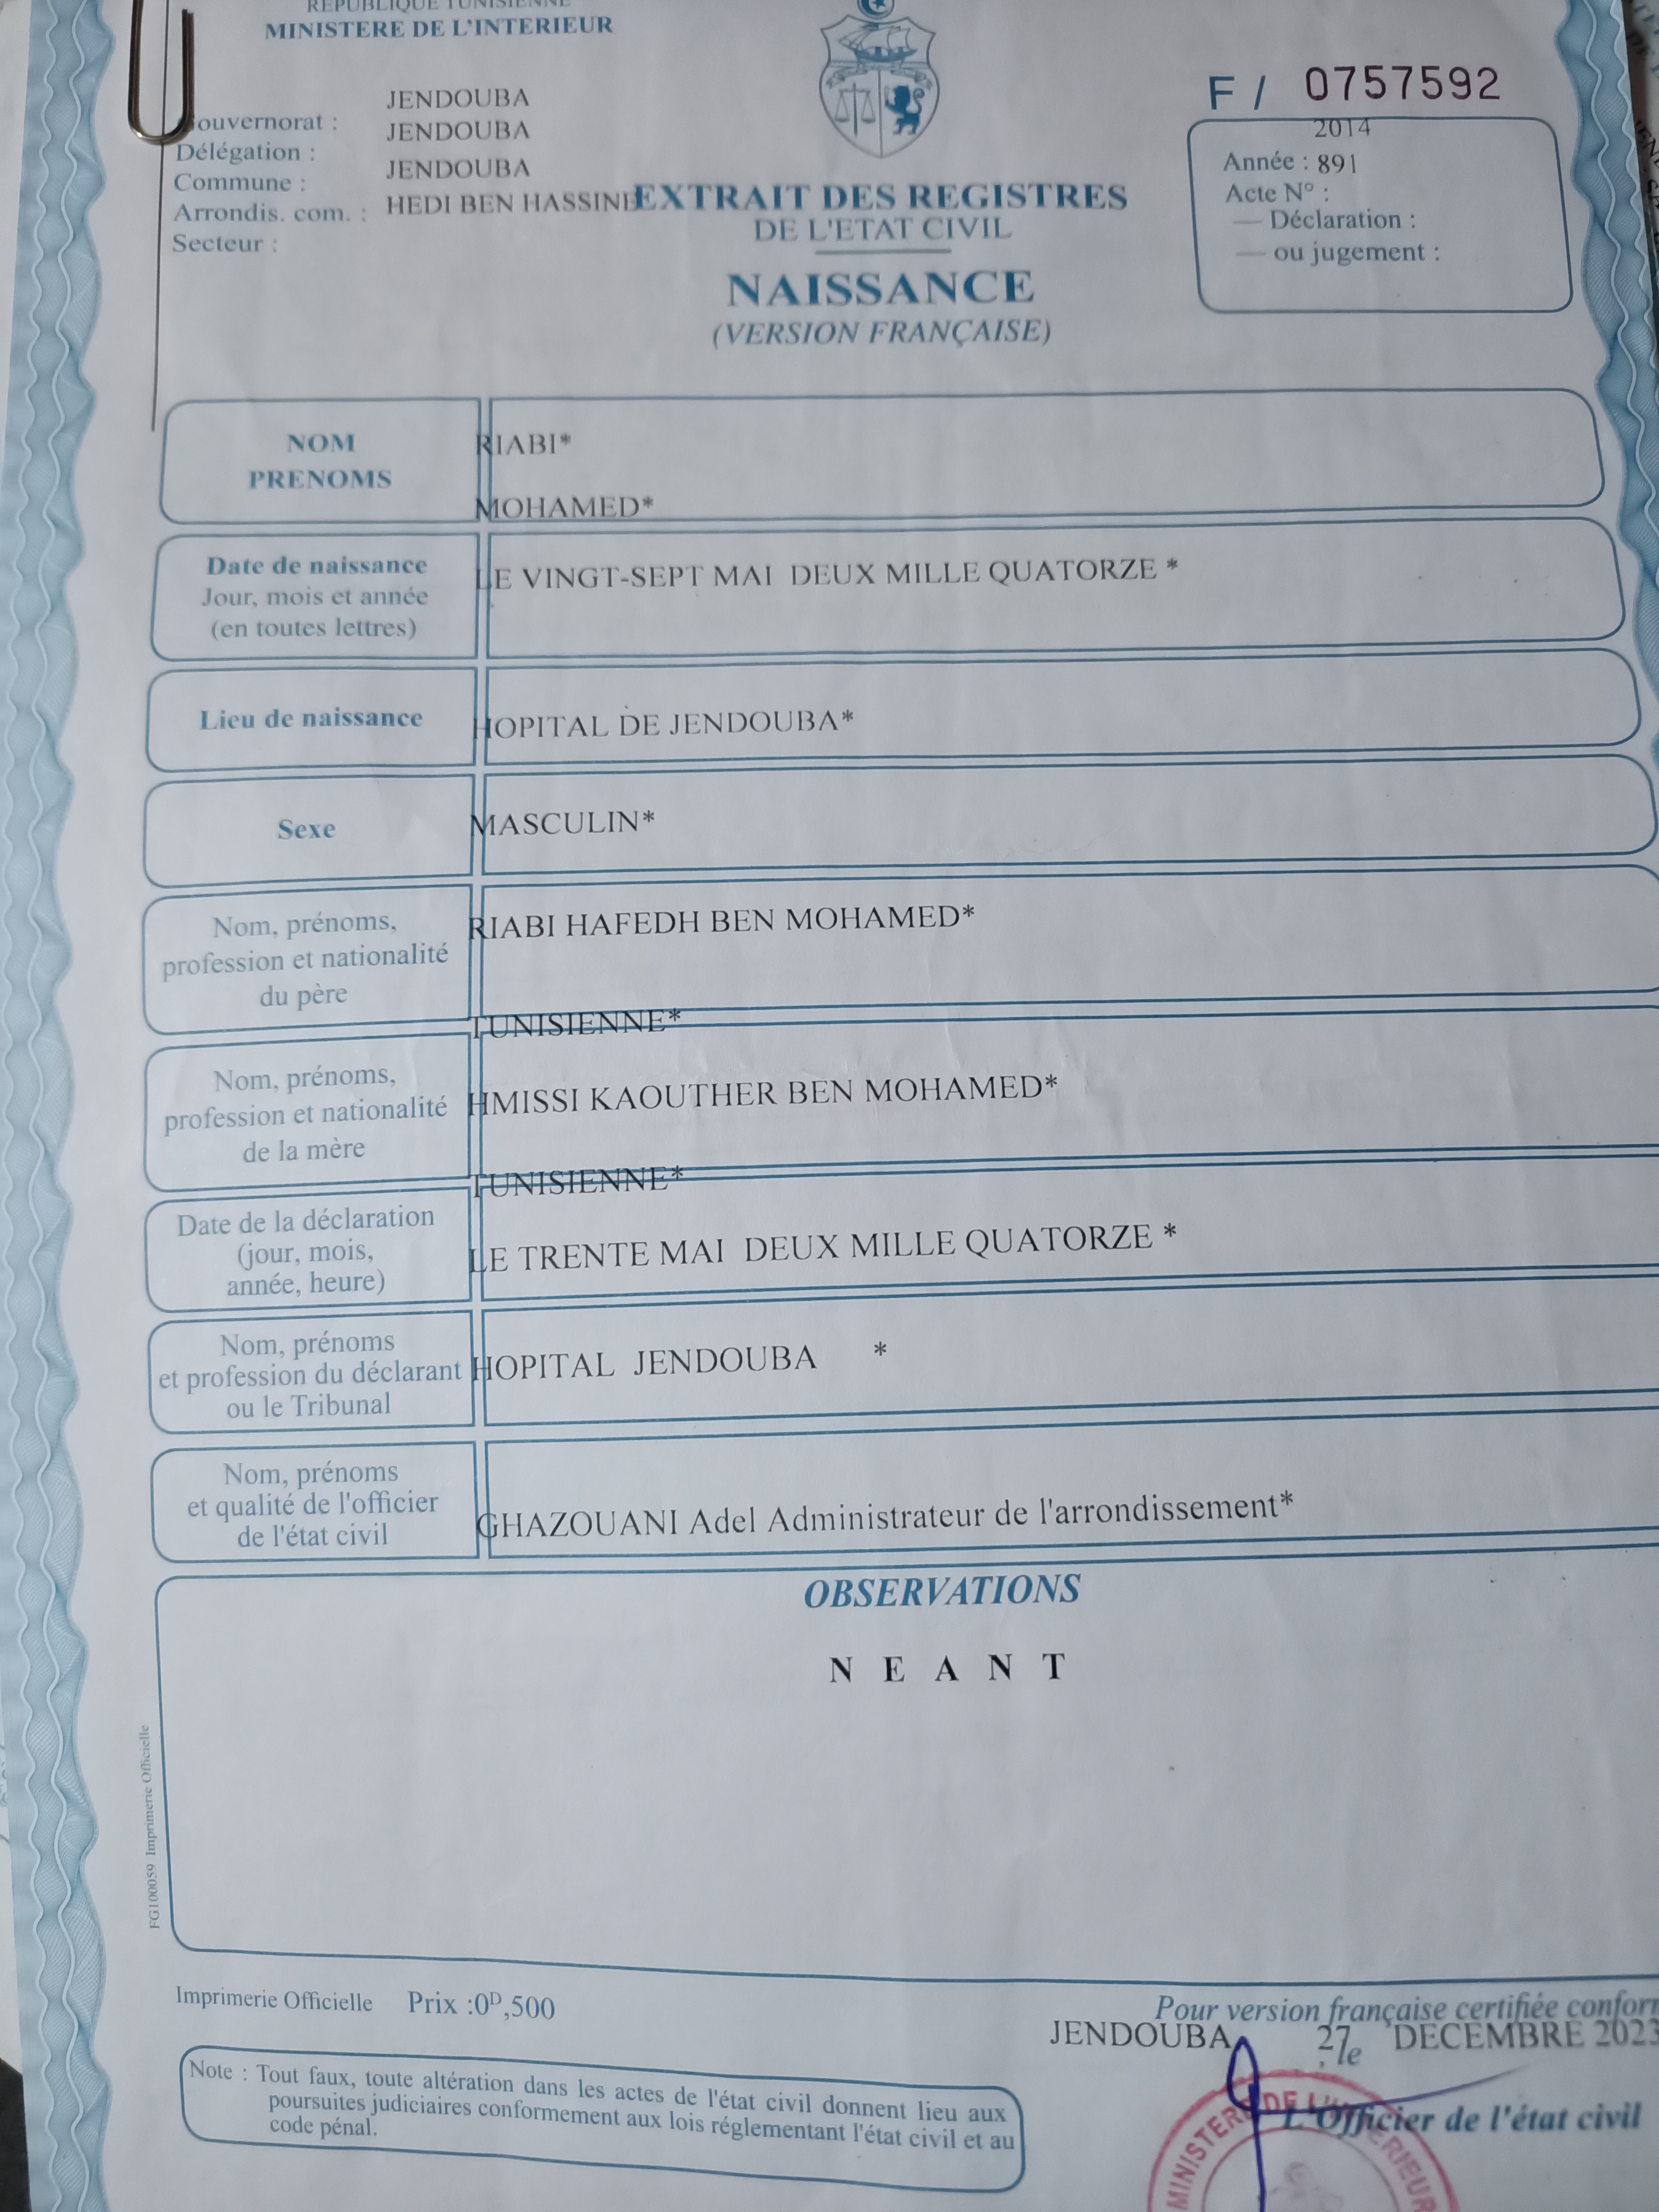 REPUBLIQUE TUNISIENNE
MINISTERE DE L'INTERIEUR
F / 0757592
JENDOUBA
Gouvernorat :
JENDOUBA
Délégation :
JENDOUBA
Commune :
HEDI BEN HASSINE
Arrondis. com. :
Secteur :
EXTRAIT DES REGISTRES
DE L'ETAT CIVIL
NAISSANCE
(VERSION FRANÇAISE)
2014
Année : 891
Acte N° :
— Déclaration :
— ou jugement :
NOM
PRENOMS
RIABI*
MOHAMED*
Date de naissance
Jour, mois et année
(en toutes lettres)
LE VINGT-SEPT MAI DEUX MILLE QUATORZE *
Lieu de naissance
HOPITAL DE JENDOUBA*
Sexe
MASCULIN*
Nom, prénoms,
profession et nationalité
du père
RIABI HAFEDH BEN MOHAMED*
TUNISIENNE*
Nom, prénoms,
profession et nationalité
de la mère
HMISSI KAOUTHER BEN MOHAMED*
TUNISIENNE*
Date de la déclaration
(jour, mois,
année, heure)
LE TRENTE MAI DEUX MILLE QUATORZE *
Nom, prénoms
et profession du déclarant
ou le Tribunal
HOPITAL JENDOUBA *
Nom, prénoms
et qualité de l'officier
de l'état civil
GHAZOUANI Adel Administrateur de l'arrondissement*
OBSERVATIONS
N E A N T
FG100059 Imprimerie Officielle
Imprimerie Officielle Prix :0D,500
Note : Tout faux, toute altération dans les actes de l'état civil donnent lieu aux
poursuites judiciaires conformement aux lois réglementant l'état civil et au
code pénal.
Pour version française certifiée confor
JENDOUBA, le 27 DECEMBRE 2023
L'Officier de l'état civil
MINISTERE DE L'INTERIEUR